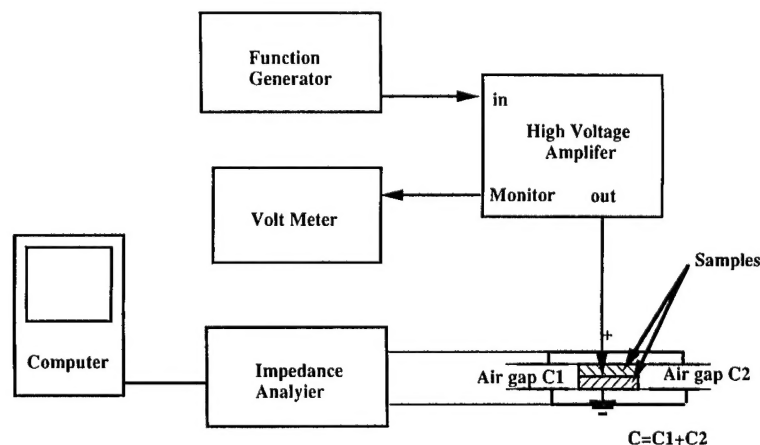 Function
Generator
in
High Voltage
Amplifer
Monitor out
Volt Meter
Samples
+
Computer
Impedance
Analyier
Air gap C1
Air gap C2
C=C1+C2